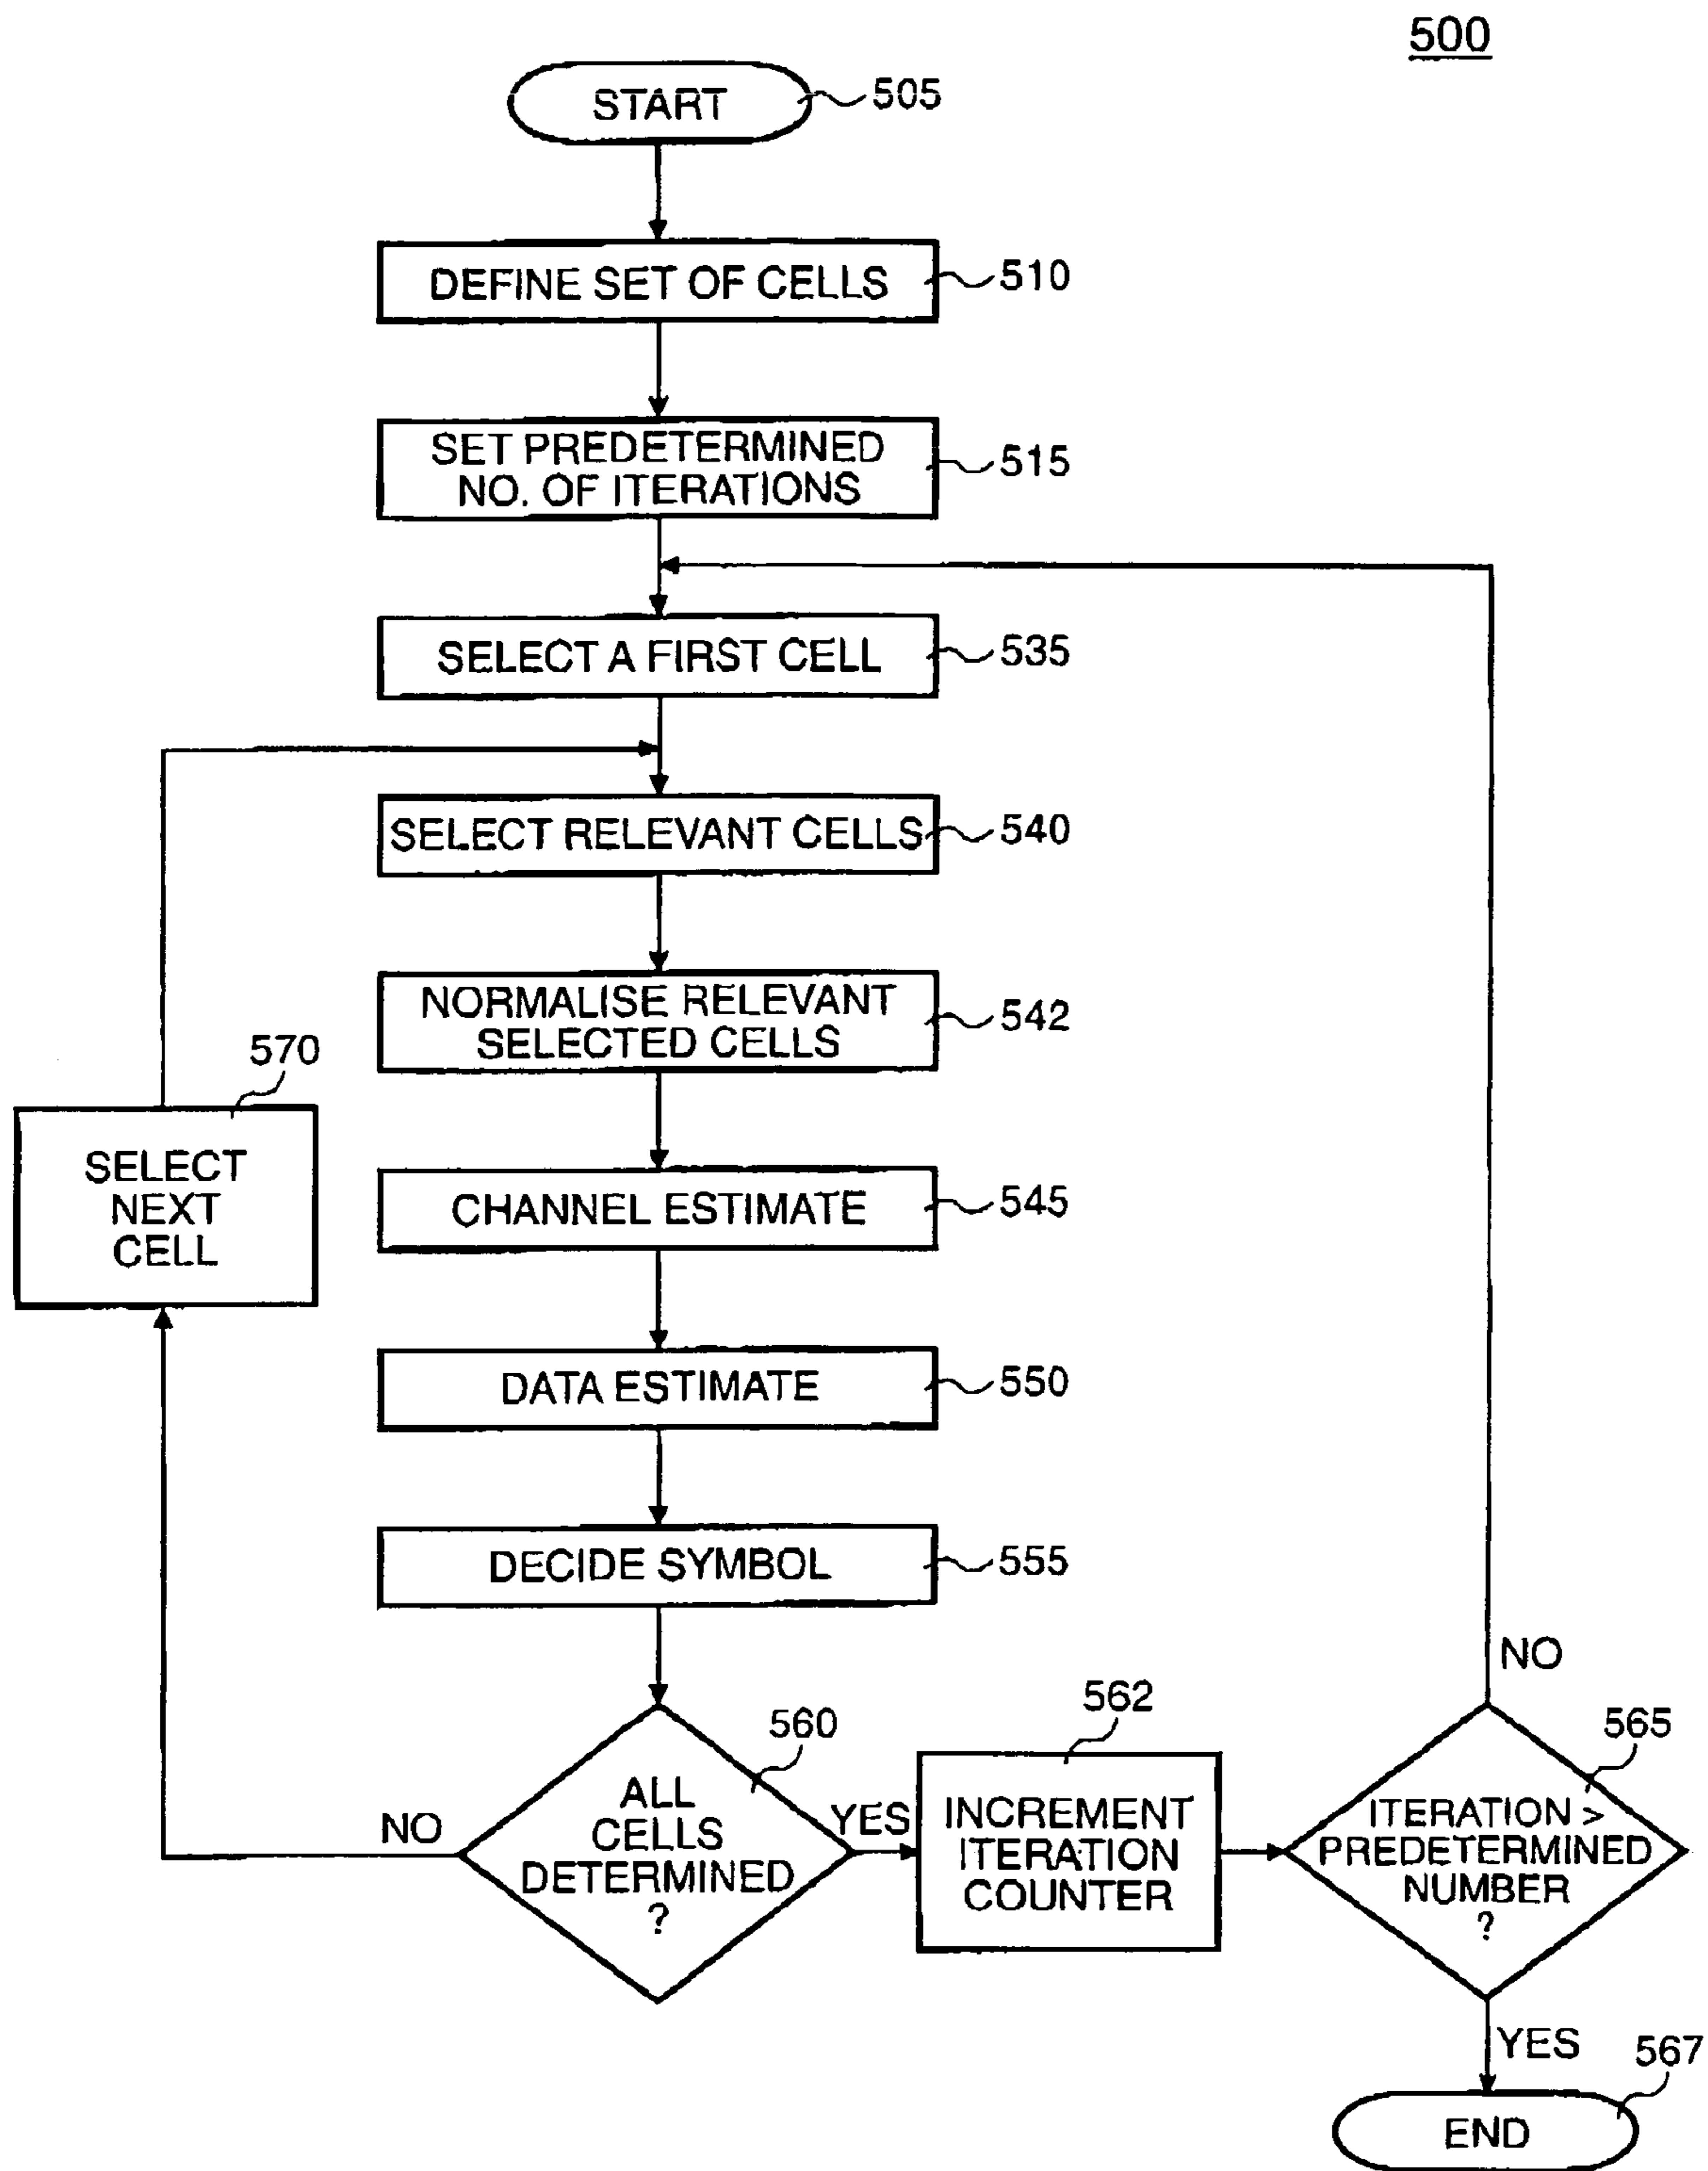 500
START
505
DEFINE SET OF CELLS
510
SET PREDETERMINED
NO. OF ITERATIONS
515
SELECT A FIRST CELL
535
SELECT RELEVANT CELLS
540
NORMALISE RELEVANT
SELECTED CELLS
542
570
SELECT
NEXT
CELL
CHANNEL ESTIMATE
545
DATA ESTIMATE
550
DECIDE SYMBOL
555
560
ALL
CELLS
DETERMINED
?
NO
YES
562
INCREMENT
ITERATION
COUNTER
NO
565
ITERATION >
PREDETERMINED
NUMBER
?
YES
567
END